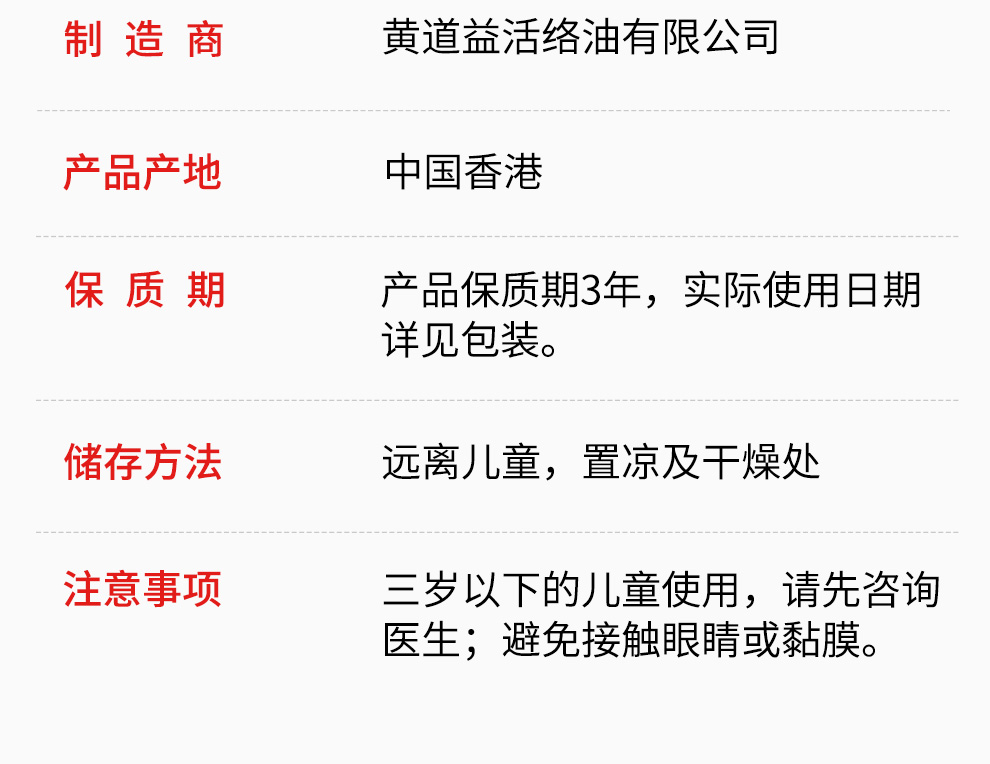 制 造 商 黄道益活络油有限公司
产品产地 中国香港
保 质 期 产品保质期3年，实际使用日期
详见包装。
储存方法 远离儿童，置凉及干燥处
注意事项 三岁以下的儿童使用，请先咨询
医生；避免接触眼睛或黏膜。